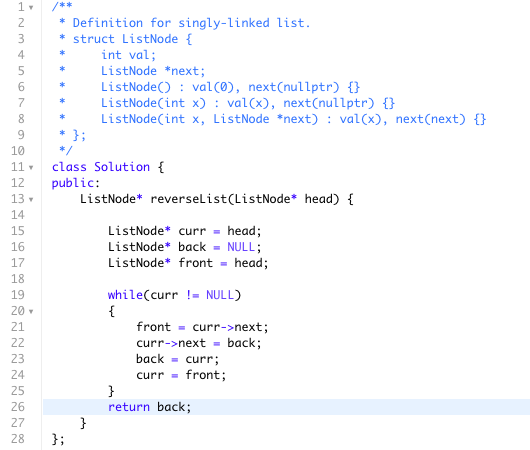 1 /**
2  * Definition for singly-linked list.
3  * struct ListNode {
4  *     int val;
5  *     ListNode *next;
6  *     ListNode() : val(0), next(nullptr) {}
7  *     ListNode(int x) : val(x), next(nullptr) {}
8  *     ListNode(int x, ListNode *next) : val(x), next(next) {}
9  * };
10  */
11 class Solution {
12 public:
13     ListNode* reverseList(ListNode* head) {
14
15         ListNode* curr = head;
16         ListNode* back = NULL;
17         ListNode* front = head;
18
19         while(curr != NULL)
20         {
21             front = curr->next;
22             curr->next = back;
23             back = curr;
24             curr = front;
25         }
26         return back;
27     }
28 };